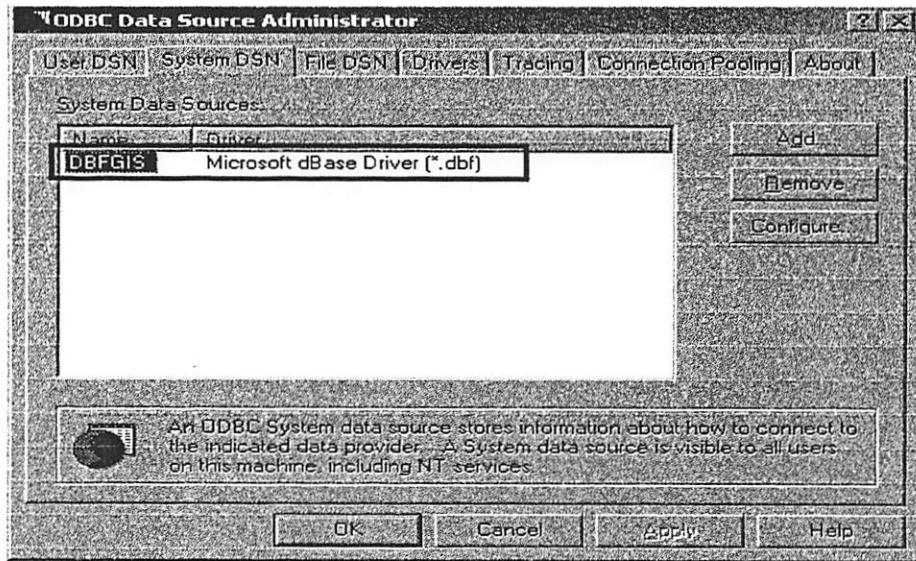 ODBC Data Source Administrator
User DSN System DSN File DSN Drivers Tracing Connection Pooling About
System Data Sources:
Name Driver
DBFGIS Microsoft dBase Driver (*.dbf)
Add...
Remove
Configure...
An ODBC System data source stores information about how to connect to
the indicated data provider. A System data source is visible to all users
on this machine, including NT services.
OK Cancel Apply Help